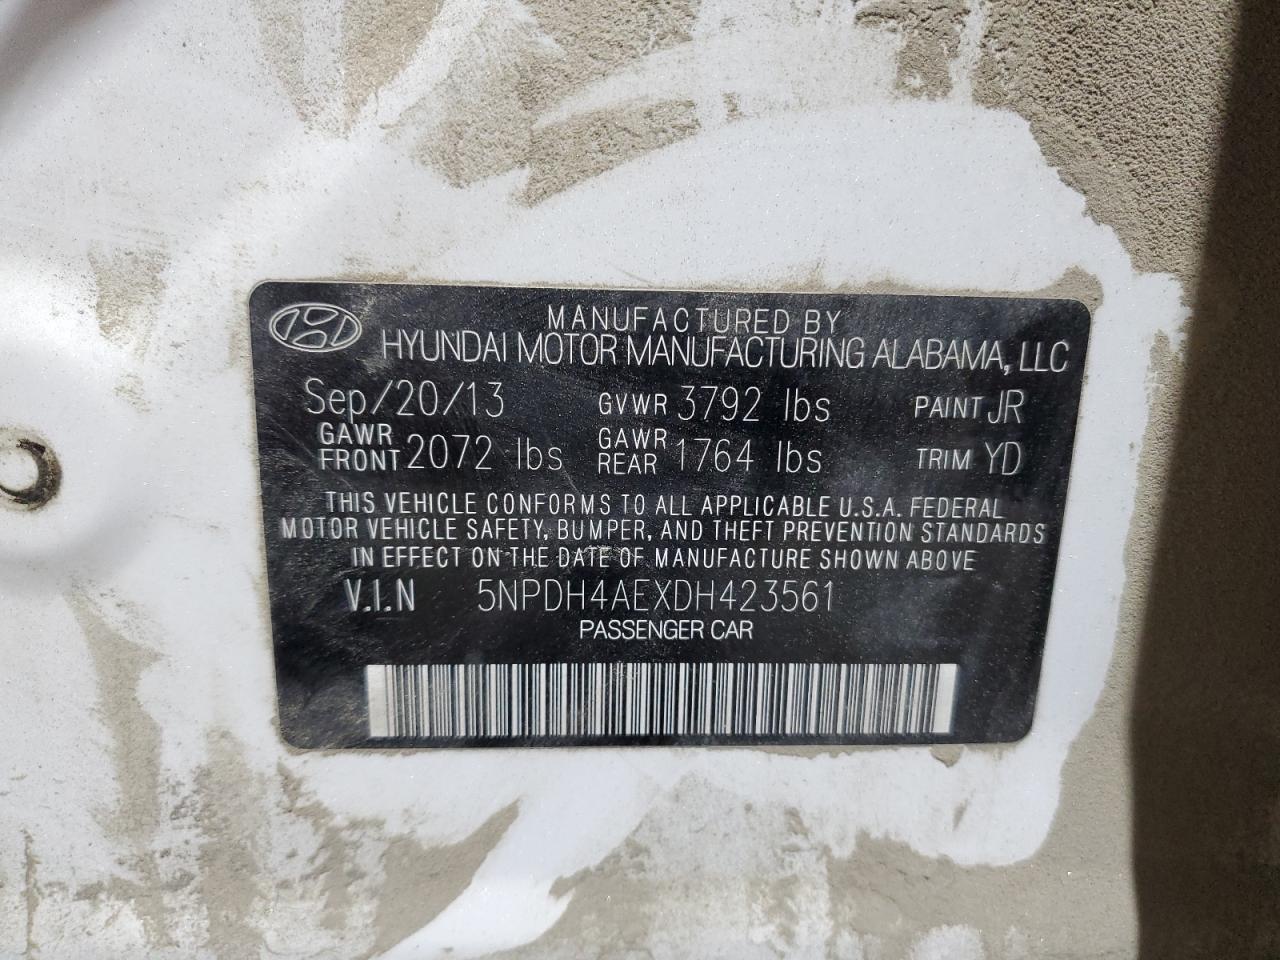 MANUFACTURED BY
HYUNDAI MOTOR MANUFACTURING ALABAMA, LLC
Sep/20/13 GVWR 3792 lbs PAINT JR
GAWR FRONT 2072 lbs GAWR REAR 1764 lbs TRIM YD
THIS VEHICLE CONFORMS TO ALL APPLICABLE U.S.A. FEDERAL
MOTOR VEHICLE SAFETY, BUMPER, AND THEFT PREVENTION STANDARDS
IN EFFECT ON THE DATE OF MANUFACTURE SHOWN ABOVE
V.I.N 5NPDH4AEXDH423561
PASSENGER CAR